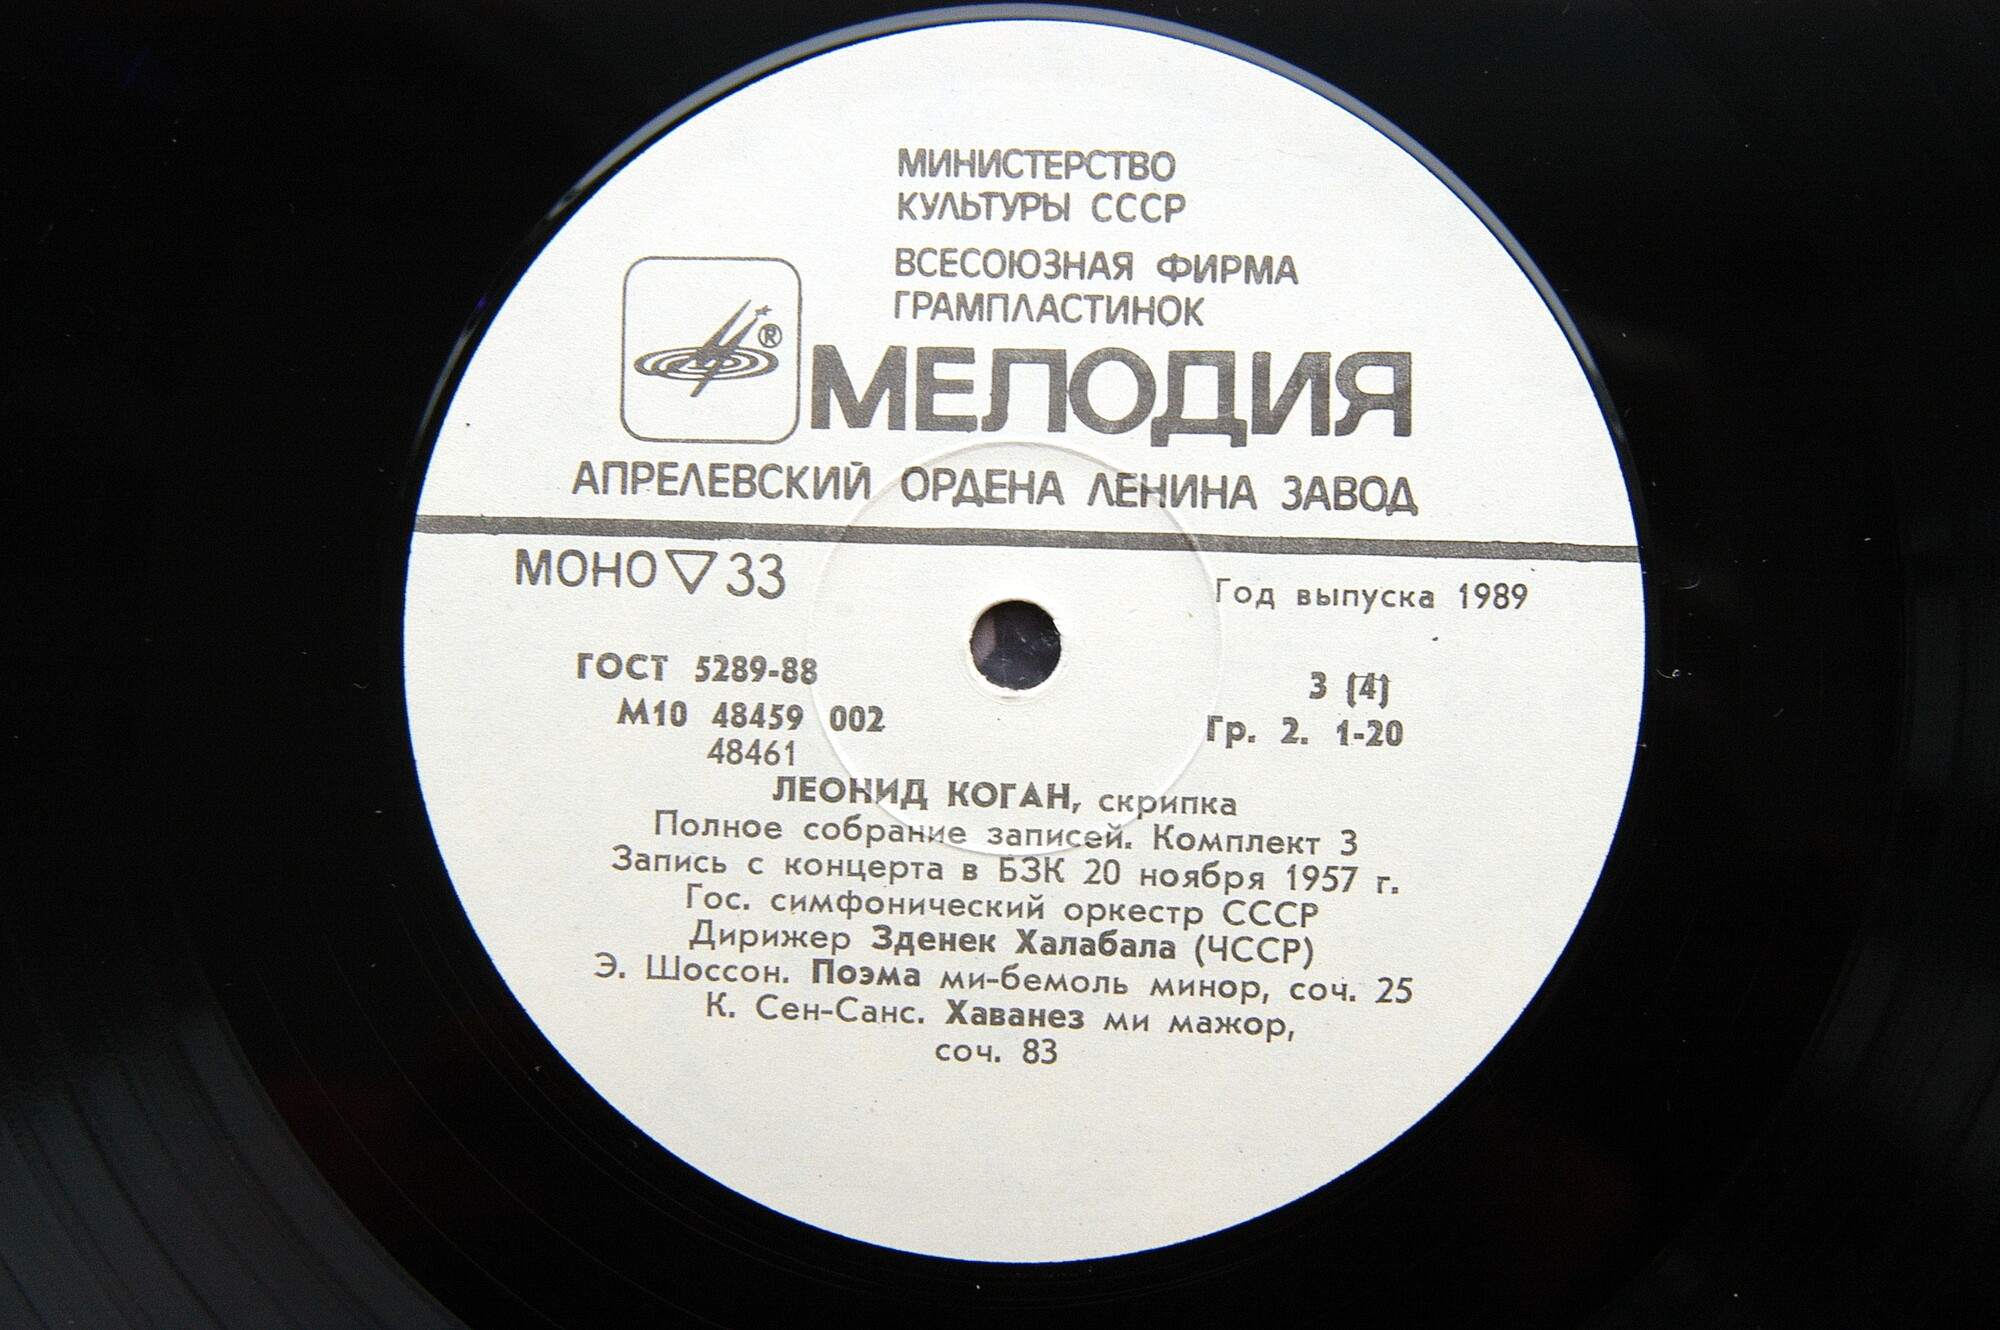 МИНИСТЕРСТВО
КУЛЬТУРЫ СССР
ВСЕСОЮЗНАЯ ФИРМА
ГРАМПЛАСТИНОК
®
МЕЛОДИЯ
АПРЕЛЕВСКИЙ ОРДЕНА ЛЕНИНА ЗАВОД
МОНО ▽ 33
Год выпуска 1989
ГОСТ 5289-88
3 (4)
М10 48459 002
Гр. 2. 1-20
48461
ЛЕОНИД КОГАН, скрипка
Полное собрание записей. Комплект 3
Запись с концерта в БЗК 20 ноября 1957 г.
Гос. симфонический оркестр СССР
Дирижер Зденек Халабала (ЧССР)
Э. Шоссон. Поэма ми-бемоль минор, соч. 25
К. Сен-Санс. Хаванез ми мажор,
соч. 83